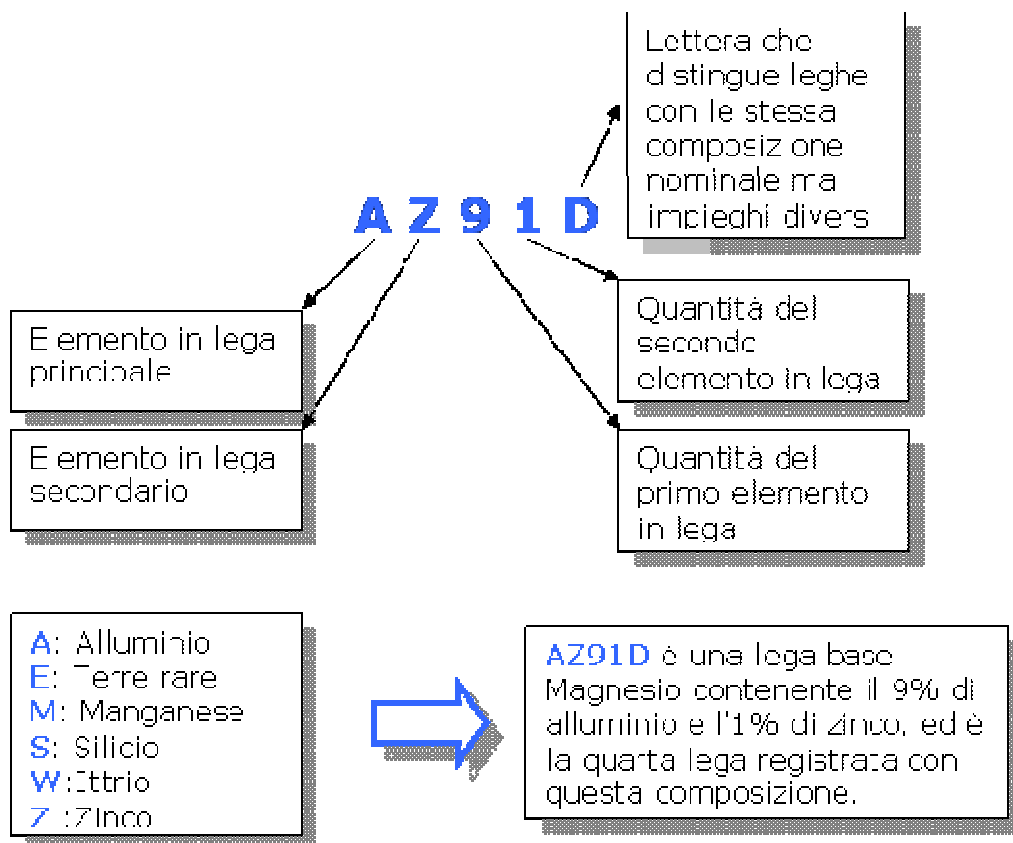 Lettera che
distingue leghe
con le stessa
composizione
nominale ma
impieghi divers
AZ91D
Elemento in lega
principale
Elemento in lega
secondario
Quantità del
secondo
elemento in lega
Quantità del
primo elemento
in lega
A: Alluminio
E: Terre rare
M: Manganese
S: Silicio
W:Ittrio
Z :Zinco
AZ91D è una lega base
Magnesio contenente il 9% di
alluminio e l'1% di zinco, ed è
la quarta lega registrata con
questa composizione.